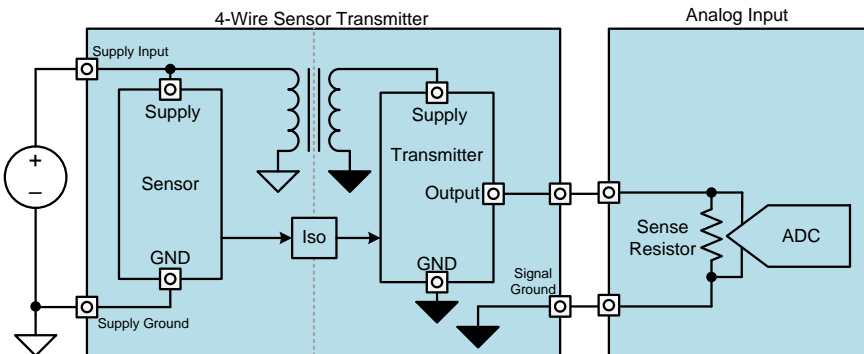 4-Wire Sensor Transmitter
Analog Input
Supply Input
Supply
Supply
Transmitter
+
–
Sensor
Output
Iso
Sense
Resistor
ADC
GND
GND
Signal
Ground
Supply Ground